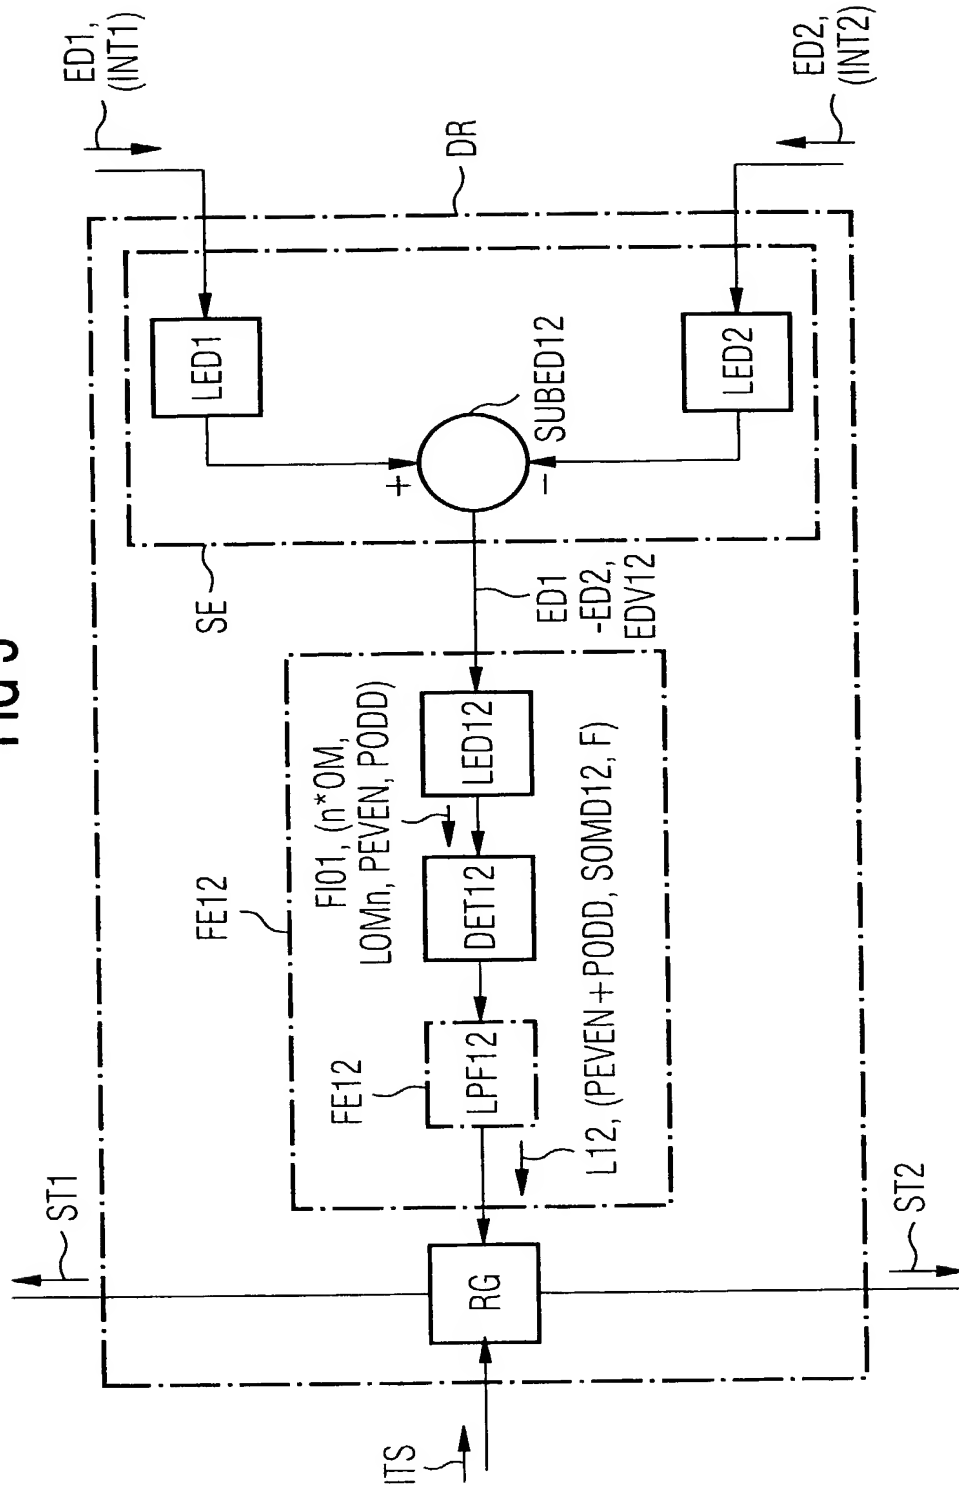 FIG
ITS
ST1
ST2
RG
FE12
LPF12
L12, (PEVEN+PODD, SOMD12, F)
FE12
DET12
FI01, (n*OM,
LOMn, PEVEN, PODD)
LED12
ED1
-ED2,
EDV12
SE
+
-
SUBED12
LED1
LED2
DR
ED1,
(INT1)
ED2,
(INT2)